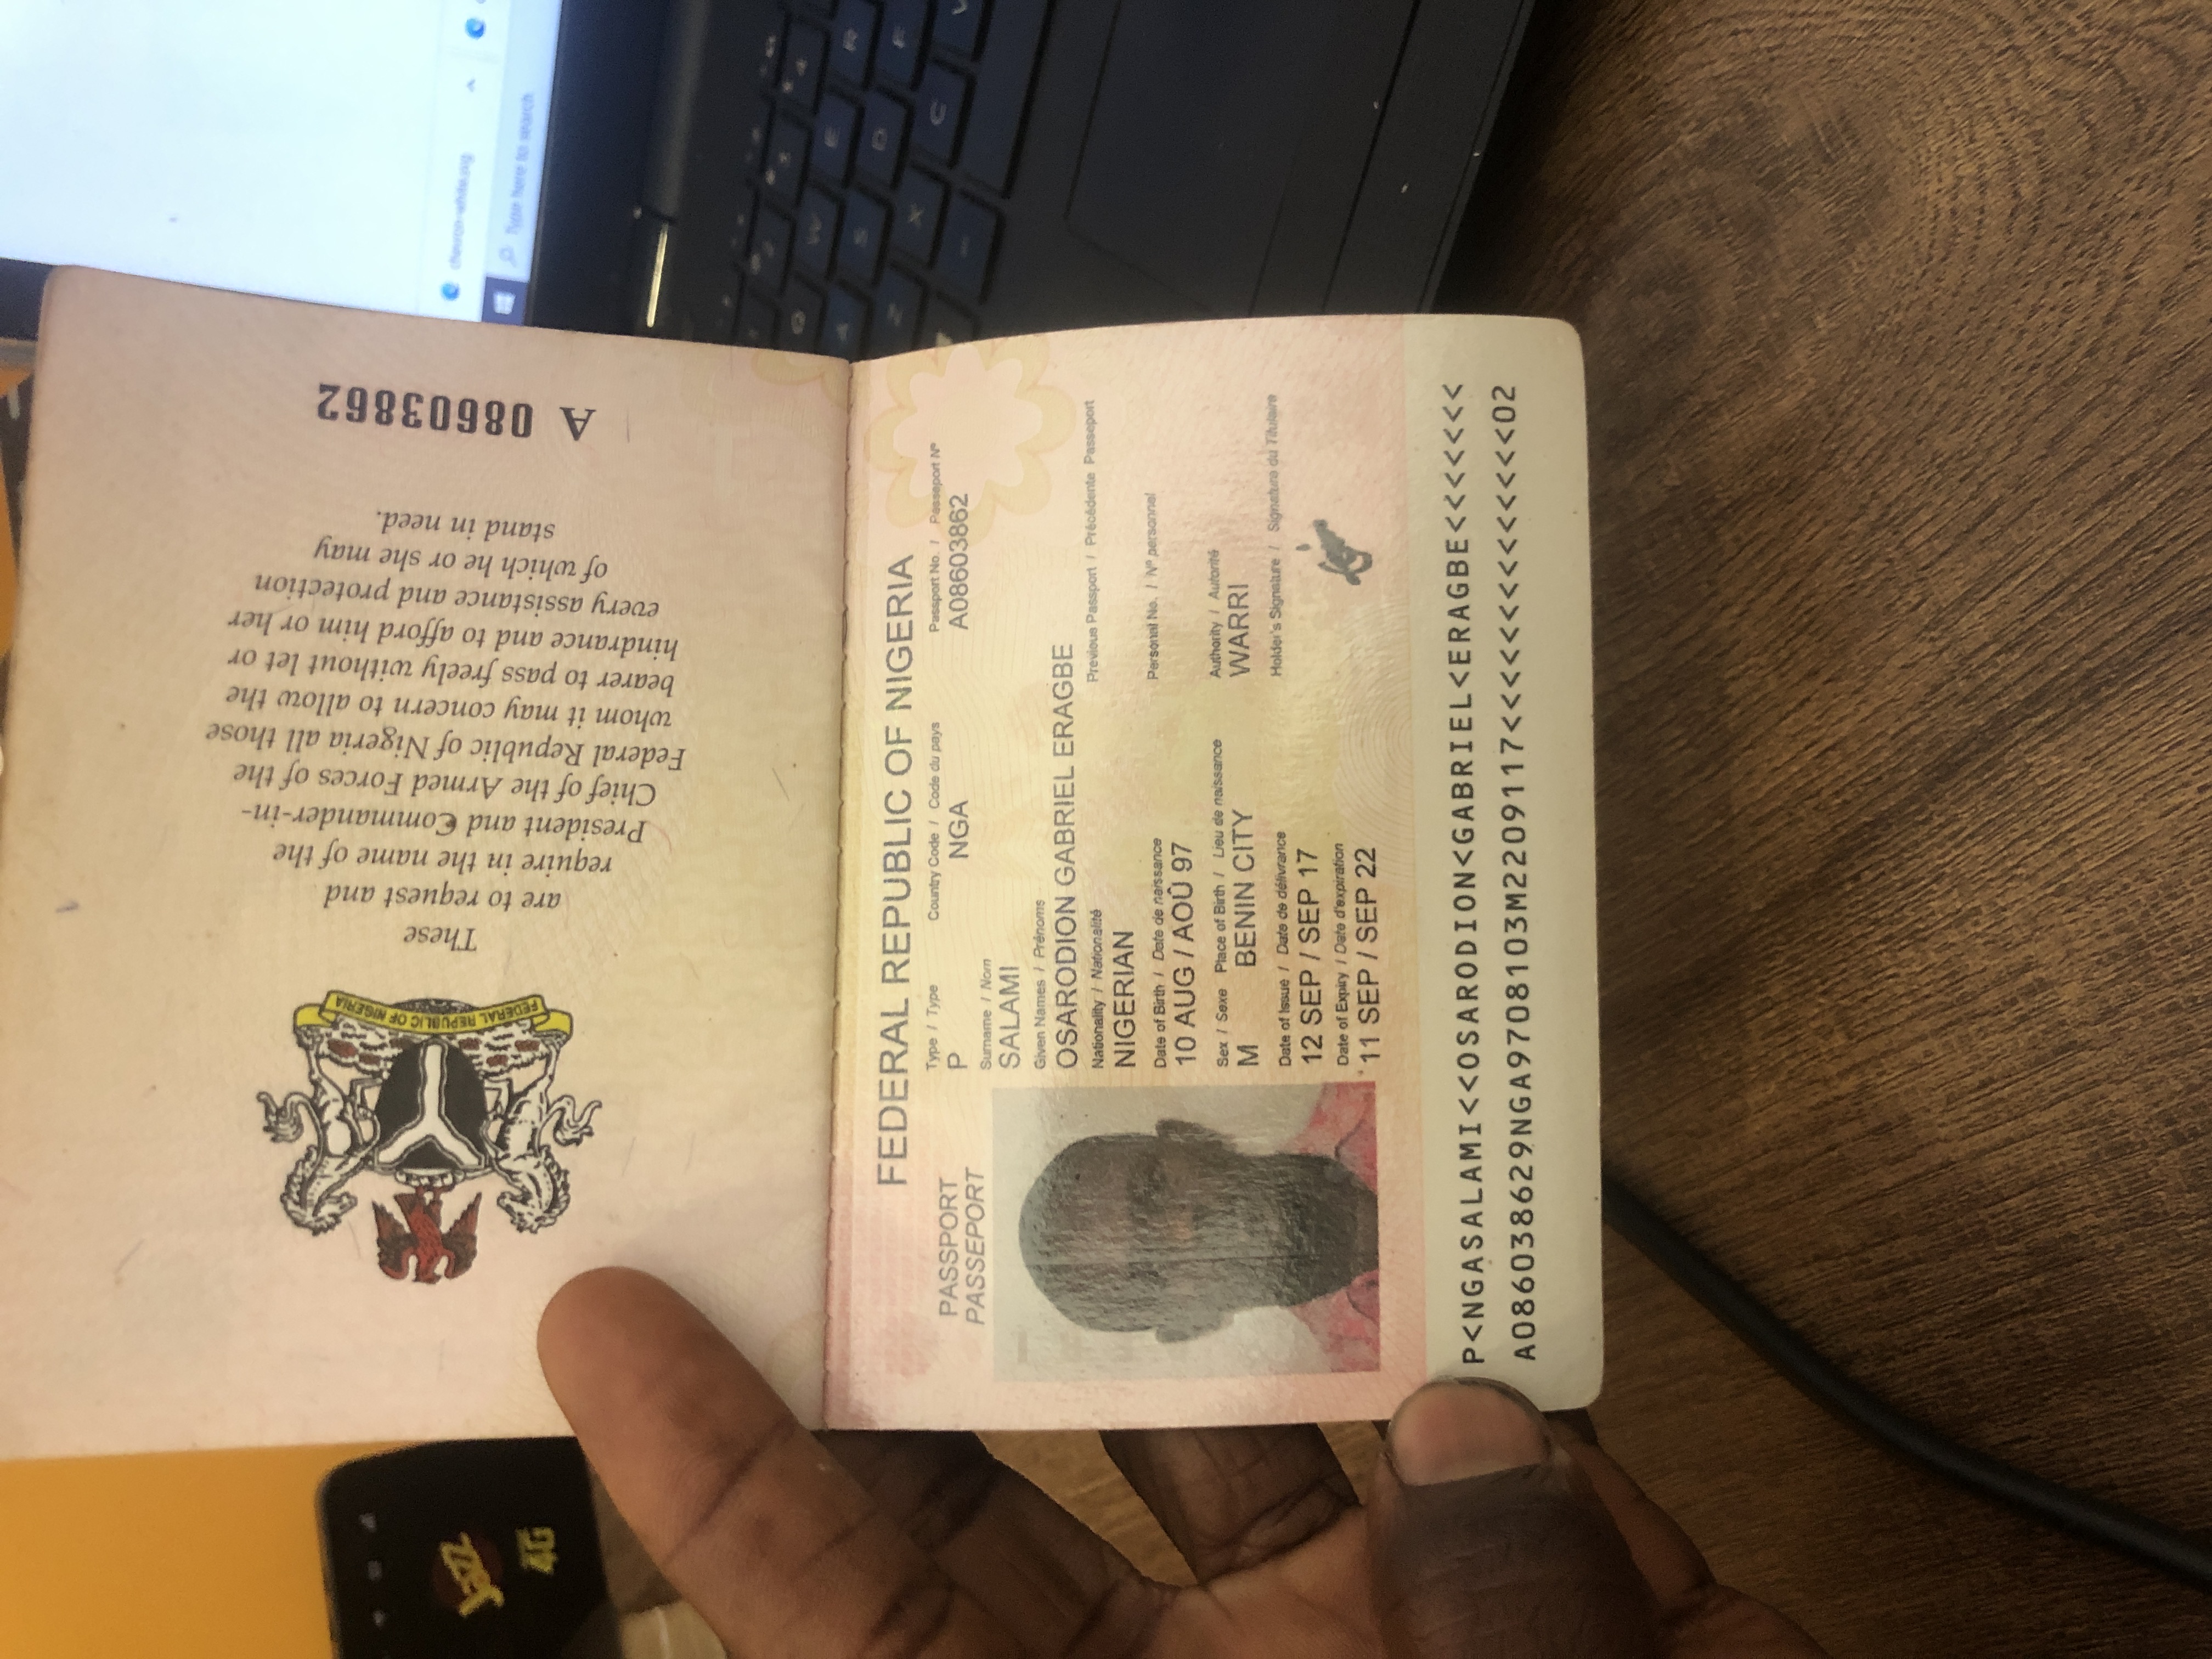 Jazz
4G
FEDERAL REPUBLIC OF NIGERIA
These
are to request and
require in the name of the
President and Commander-in-
Chief of the Armed Forces of the
Federal Republic of Nigeria all those
whom it may concern to allow the
bearer to pass freely without let or
hindrance and to afford him or her
every assistance and protection
of which he or she may
stand in need.
A 08603862
chevron-white.svg
Type here to search
FEDERAL REPUBLIC OF NIGERIA
PASSPORT
PASSEPORT
Type / Type Country Code / Code du pays Passport No. / Passeport Nº
P NGA A08603862
Surname / Nom
SALAMI
Given Names / Prénoms
OSARODION GABRIEL ERAGBE
Nationality / Nationalité Previous Passport / Précédente Passeport
NIGERIAN
Date of Birth / Date de naissance Personal No. / Nº personnel
10 AUG / AOÛ 97
Sex / Sexe Place of Birth / Lieu de naissance Authority / Autorité
M BENIN CITY WARRI
Date of Issue / Date de délivrance Holder's Signature / Signature du Titulaire
12 SEP / SEP 17
Date of Expiry / Date d'expiration
11 SEP / SEP 22
P<NGASALAMI<<OSARODION<GABRIEL<ERAGBE<<<<<<<
A086038629NGA9708103M2209117<<<<<<<<<<<<<<02